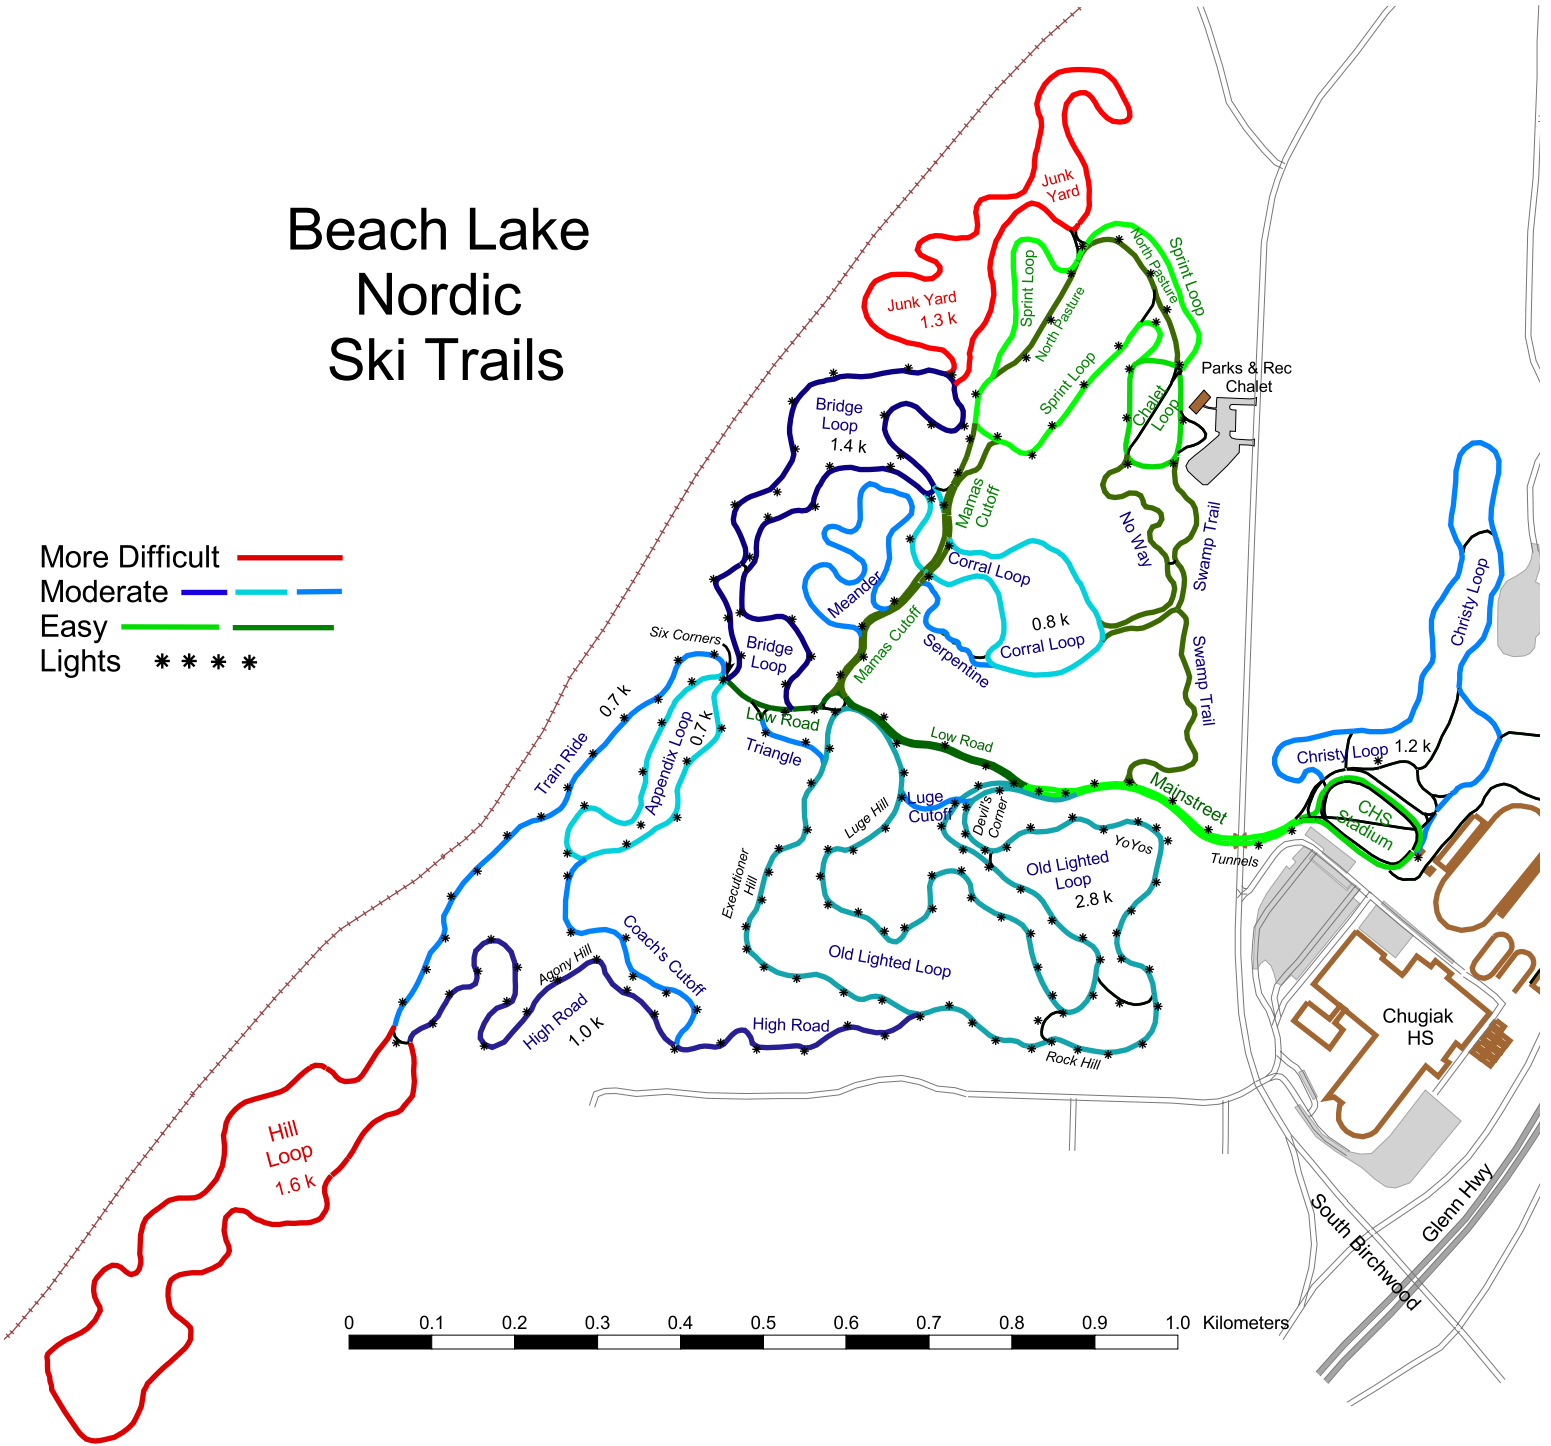 Beach Lake
Nordic
Ski Trails
More Difficult
Moderate
Easy
Lights
Junk
Yard
Junk Yard
1.3 k
Sprint Loop
North Pasture
North Pasture
Sprint Loop
Sprint Loop
Parks & Rec
Chalet
Chalet
Loop
Bridge
Loop
1.4 k
Mamas
Cutoff
No Way
Swamp Trail
Corral Loop
0.8 k
Corral Loop
Meander
Mamas Cutoff
Serpentine
Swamp Trail
Christy Loop
Six Corners
Bridge
Loop
0.7 k
Train Ride
Appendix Loop
0.7 k
Low Road
Triangle
Low Road
Mainstreet
Christy Loop 1.2 k
CHS
Stadium
Tunnels
Luge
Cutoff
Luge Hill
Devil's
Corner
YoYos
Old Lighted
Loop
2.8 k
Executioner
Hill
Old Lighted Loop
Coach's Cutoff
Agony Hill
High Road
1.0 k
High Road
Rock Hill
Chugiak
HS
Hill
Loop
1.6 k
South Birchwood
Glenn Hwy
0 0.1 0.2 0.3 0.4 0.5 0.6 0.7 0.8 0.9 1.0 Kilometers